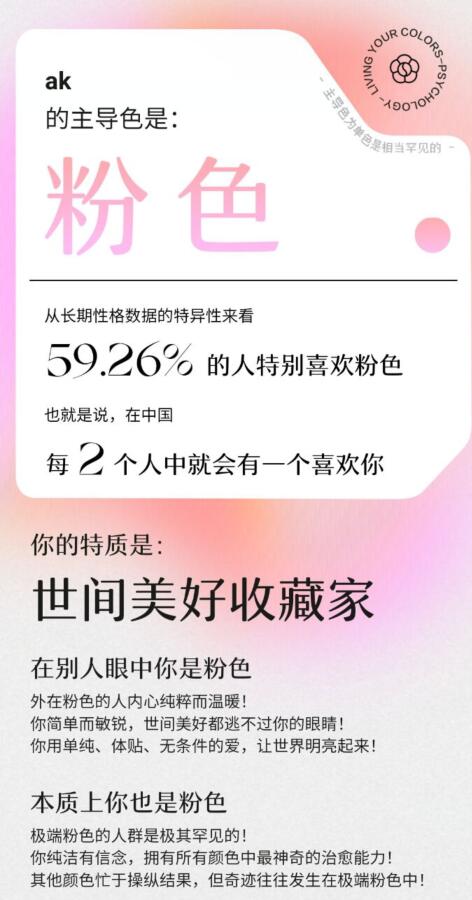 LIVING YOUR COLORS-PSYCHOLOGY-
- 主导色为单色是相当罕见的 -
ak
的主导色是：
粉色
从长期性格数据的特异性来看
59.26% 的人特别喜欢粉色
也就是说，在中国
每 2 个人中就会有一个喜欢你
你的特质是：
世间美好收藏家
在别人眼中你是粉色
外在粉色的人内心纯粹而温暖！
你简单而敏锐，世间美好都逃不过你的眼睛！
你用单纯、体贴、无条件的爱，让世界明亮起来！
本质上你也是粉色
极端粉色的人群是极其罕见的！
你纯洁有信念，拥有所有颜色中最神奇的治愈能力！
其他颜色忙于操纵结果，但奇迹往往发生在极端粉色中！